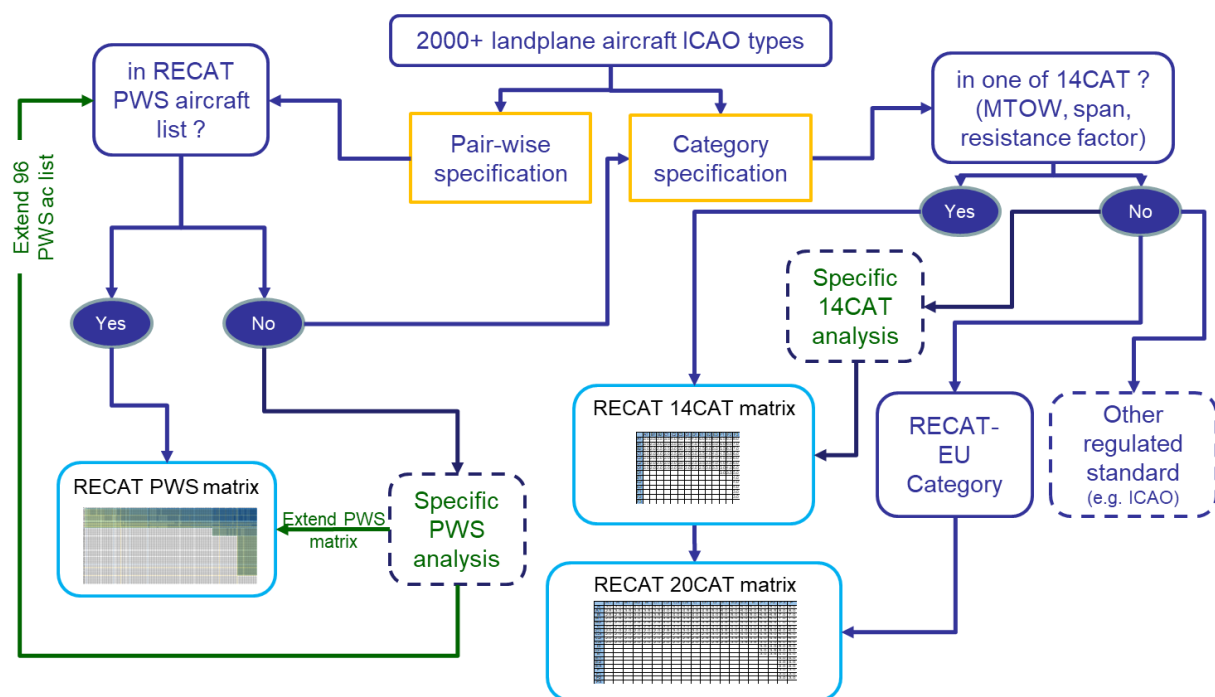 2000+ landplane aircraft ICAO types
in RECAT
PWS aircraft
list ?
Pair-wise
specification
Category
specification
in one of 14CAT ?
(MTOW, span,
resistance factor)
Extend 96
PWS ac list
Yes
No
Yes
No
Specific
14CAT
analysis
RECAT 14CAT matrix
RECAT-
EU
Category
Other
regulated
standard
(e.g. ICAO)
RECAT PWS matrix
Extend PWS
matrix
Specific
PWS
analysis
RECAT 20CAT matrix